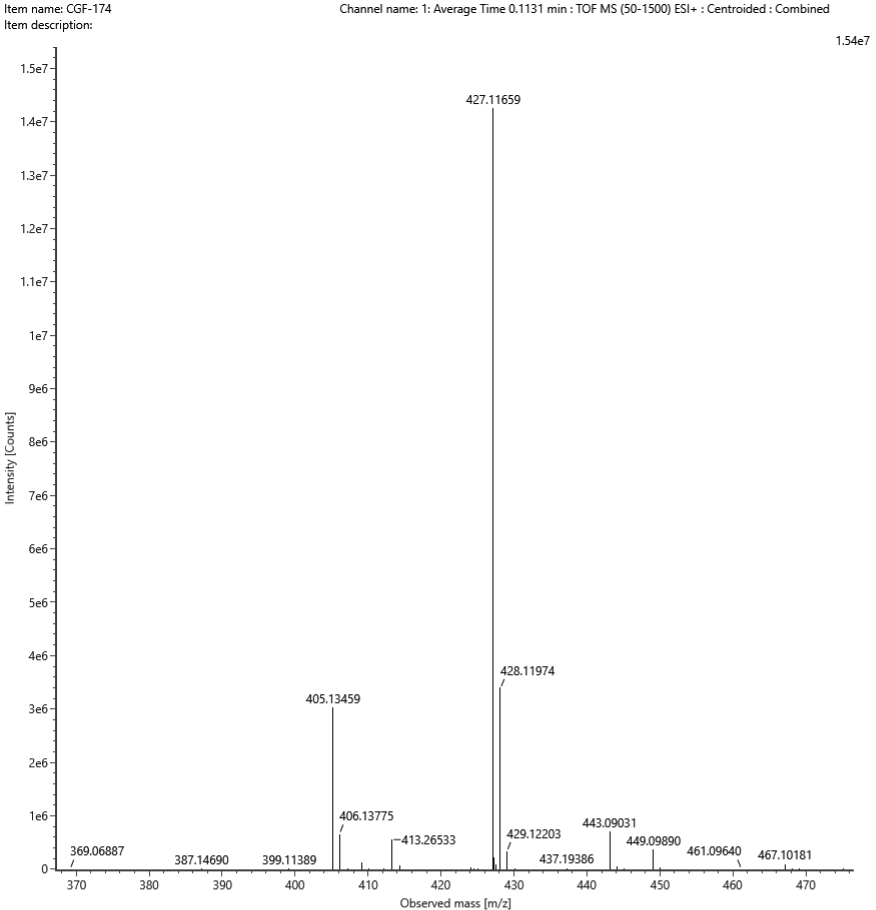 Item name: CGF-174
Channel name: 1: Average Time 0.1131 min : TOF MS (50-1500) ESI+ : Centroided : Combined
Item description:
1.54e7
1.5e7
427.11659
1.4e7
1.3e7
1.2e7
1.1e7
1e7
9e6
8e6
Intensity [Counts]
7e6
6e6
5e6
4e6
428.11974
405.13459
3e6
2e6
406.13775
1e6
413.26533
429.12203
443.09031
449.09890
369.06887
387.14690
399.11389
437.19386
461.09640
467.10181
0
370 380 390 400 410 420 430 440 450 460 470
Observed mass [m/z]